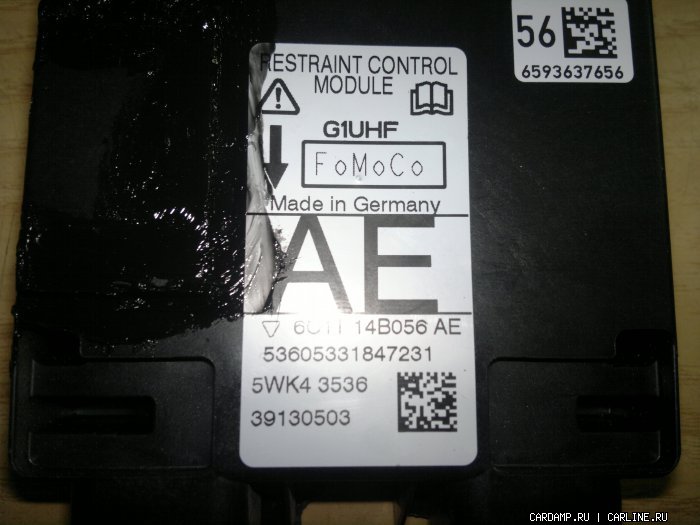 56
6593637656
RESTRAINT CONTROL
MODULE
G1UHF
FoMoCo
Made in Germany
AE
14B056 AE
53605331847231
5WK4 3536
39130503
CARDAMP.RU | CARLINE.RU